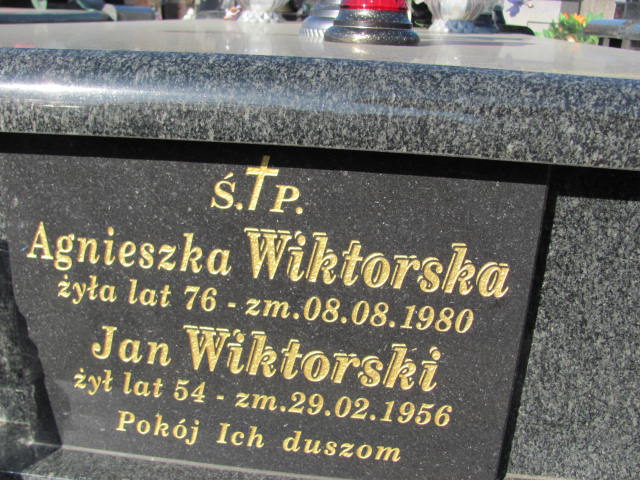 Ś.†P.
Agnieszka Wiktorska
żyła lat 76 - zm.08.08.1980
Jan Wiktorski
żył lat 54 - zm.29.02.1956
Pokój Ich duszom